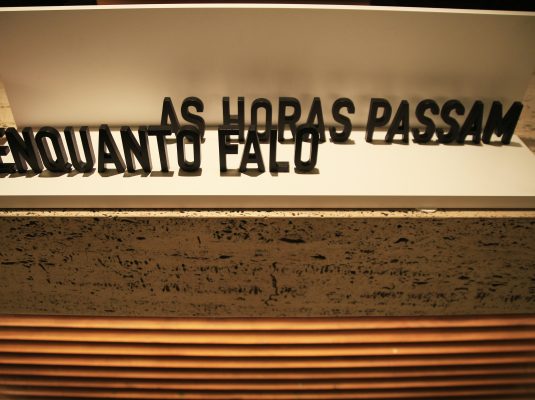 AS HORAS PASSAM
ENQUANTO FALO